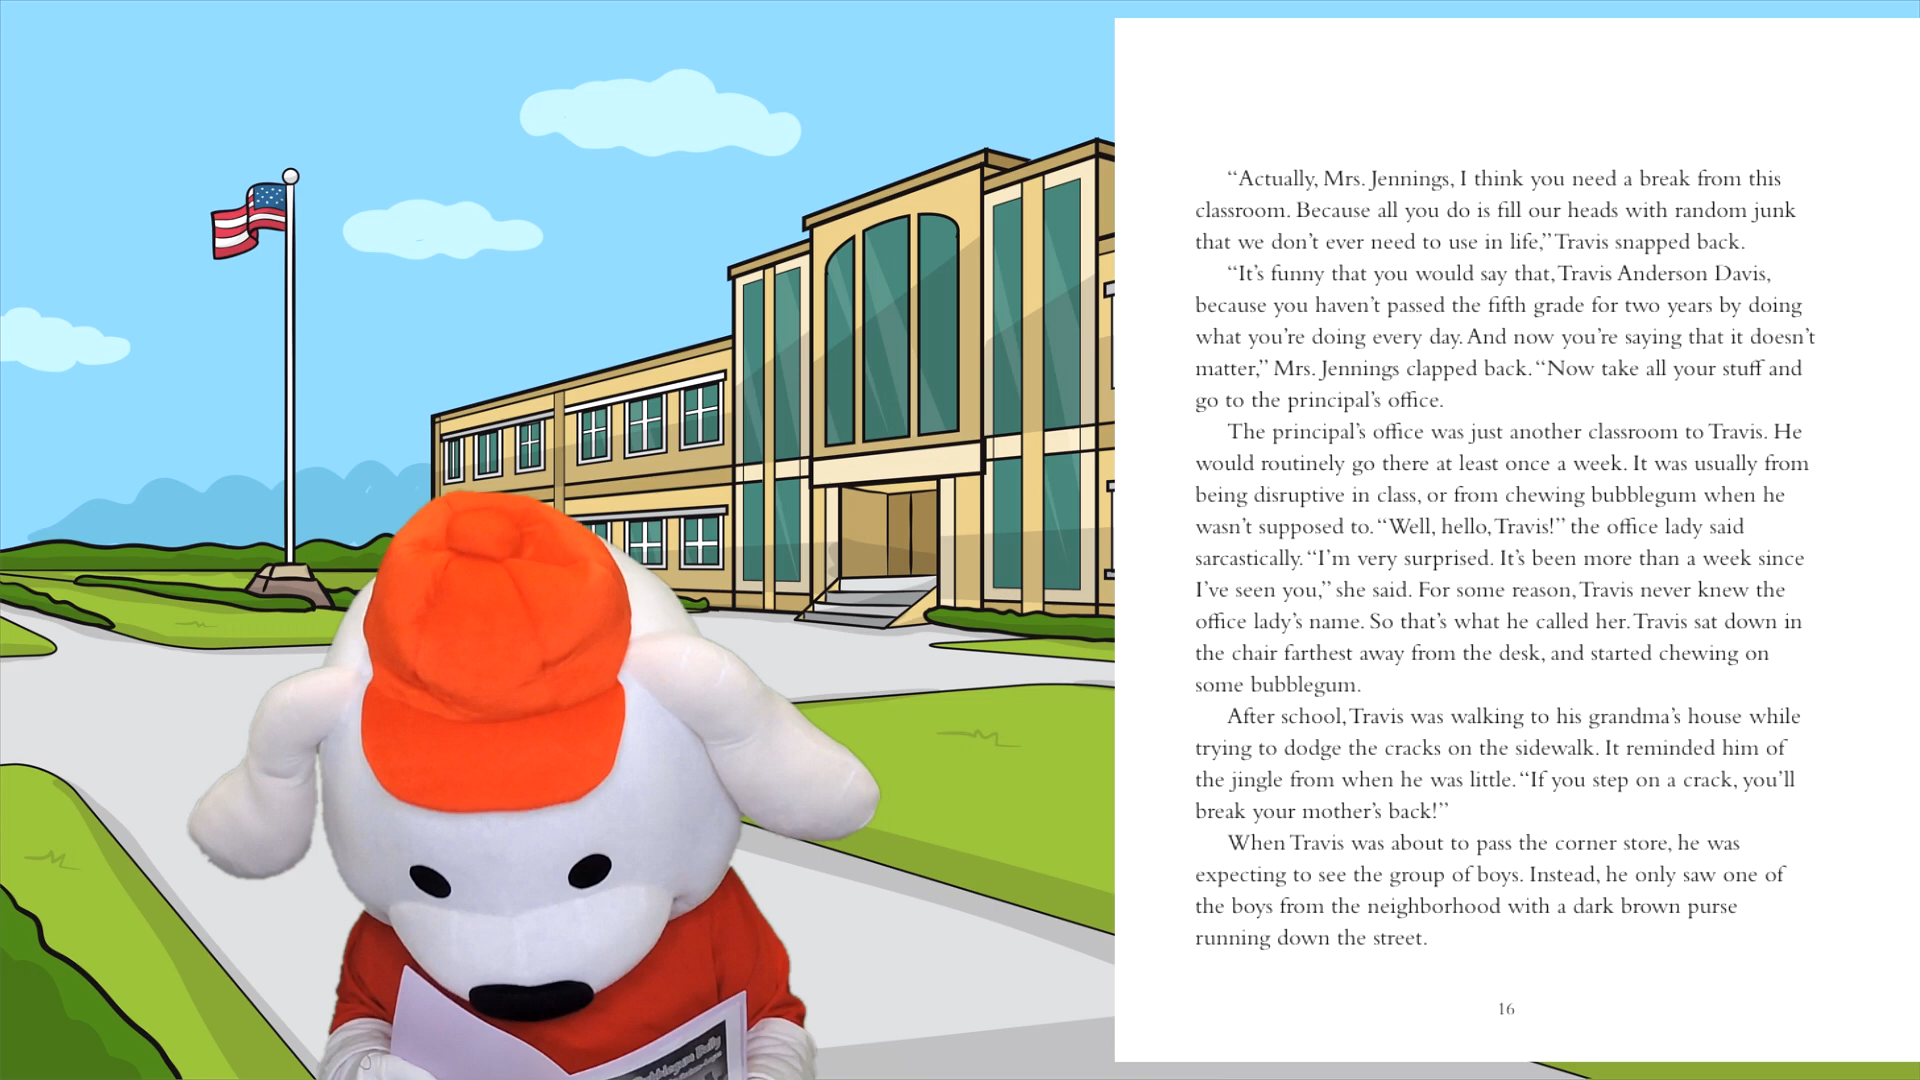 “Actually, Mrs. Jennings, I think you need a break from this
classroom. Because all you do is fill our heads with random junk
that we don’t ever need to use in life,” Travis snapped back.
“It’s funny that you would say that, Travis Anderson Davis,
because you haven’t passed the fifth grade for two years by doing
what you’re doing every day. And now you’re saying that it doesn’t
matter,” Mrs. Jennings clapped back. “Now take all your stuff and
go to the principal’s office.
The principal’s office was just another classroom to Travis. He
would routinely go there at least once a week. It was usually from
being disruptive in class, or from chewing bubblegum when he
wasn’t supposed to. “Well, hello, Travis!” the office lady said
sarcastically. “I’m very surprised. It’s been more than a week since
I’ve seen you,” she said. For some reason, Travis never knew the
office lady’s name. So that’s what he called her. Travis sat down in
the chair farthest away from the desk, and started chewing on
some bubblegum.
After school, Travis was walking to his grandma’s house while
trying to dodge the cracks on the sidewalk. It reminded him of
the jingle from when he was little. “If you step on a crack, you’ll
break your mother’s back!”
When Travis was about to pass the corner store, he was
expecting to see the group of boys. Instead, he only saw one of
the boys from the neighborhood with a dark brown purse
running down the street.
16
Bubblegum Bully